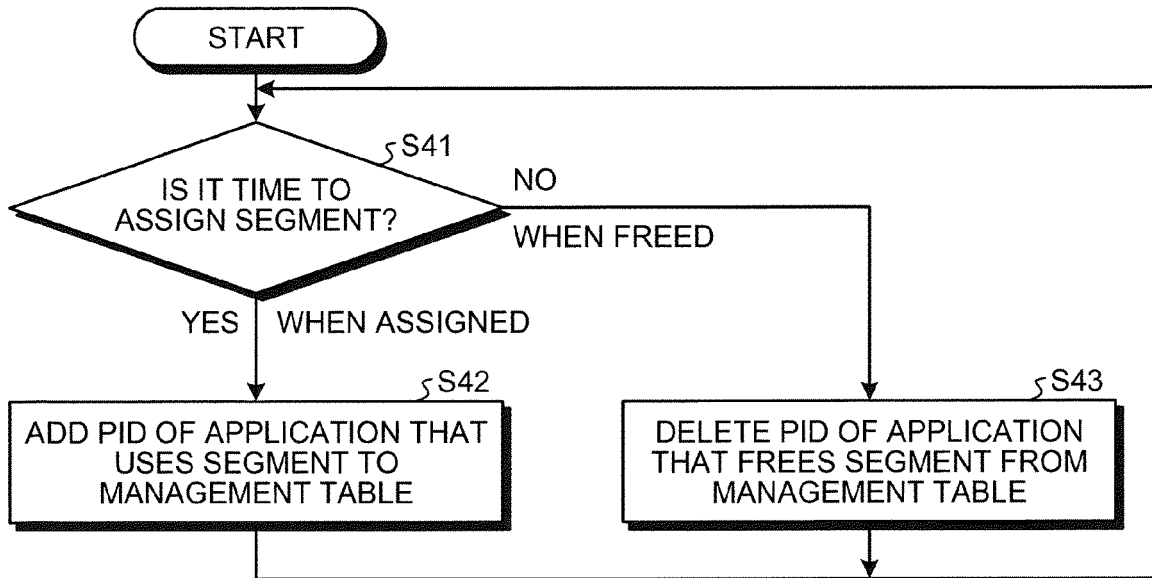 START
S41
IS IT TIME TO
ASSIGN SEGMENT?
NO
WHEN FREED
YES WHEN ASSIGNED
S42
ADD PID OF APPLICATION THAT
USES SEGMENT TO
MANAGEMENT TABLE
S43
DELETE PID OF APPLICATION
THAT FREES SEGMENT FROM
MANAGEMENT TABLE